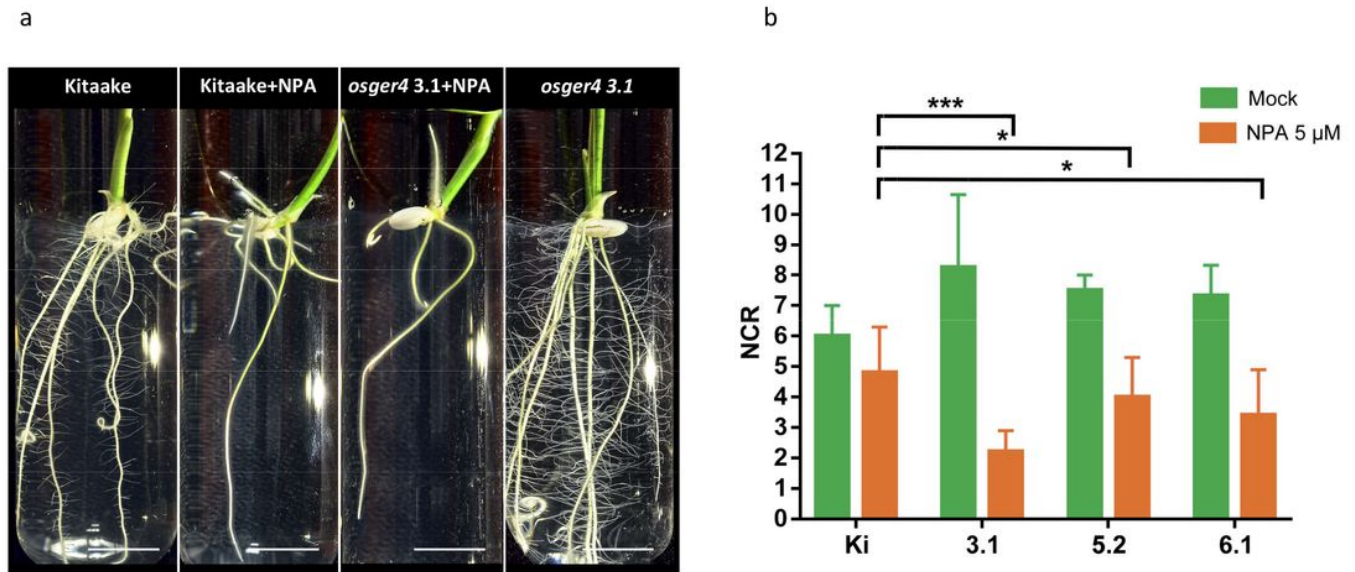 a
b
Kitaake
Kitaake+NPA
osger4 3.1+NPA
osger4 3.1
***
*
*
Mock
NPA 5 µM
NCR
12
11
10
9
8
7
6
5
4
3
2
1
0
Ki
3.1
5.2
6.1